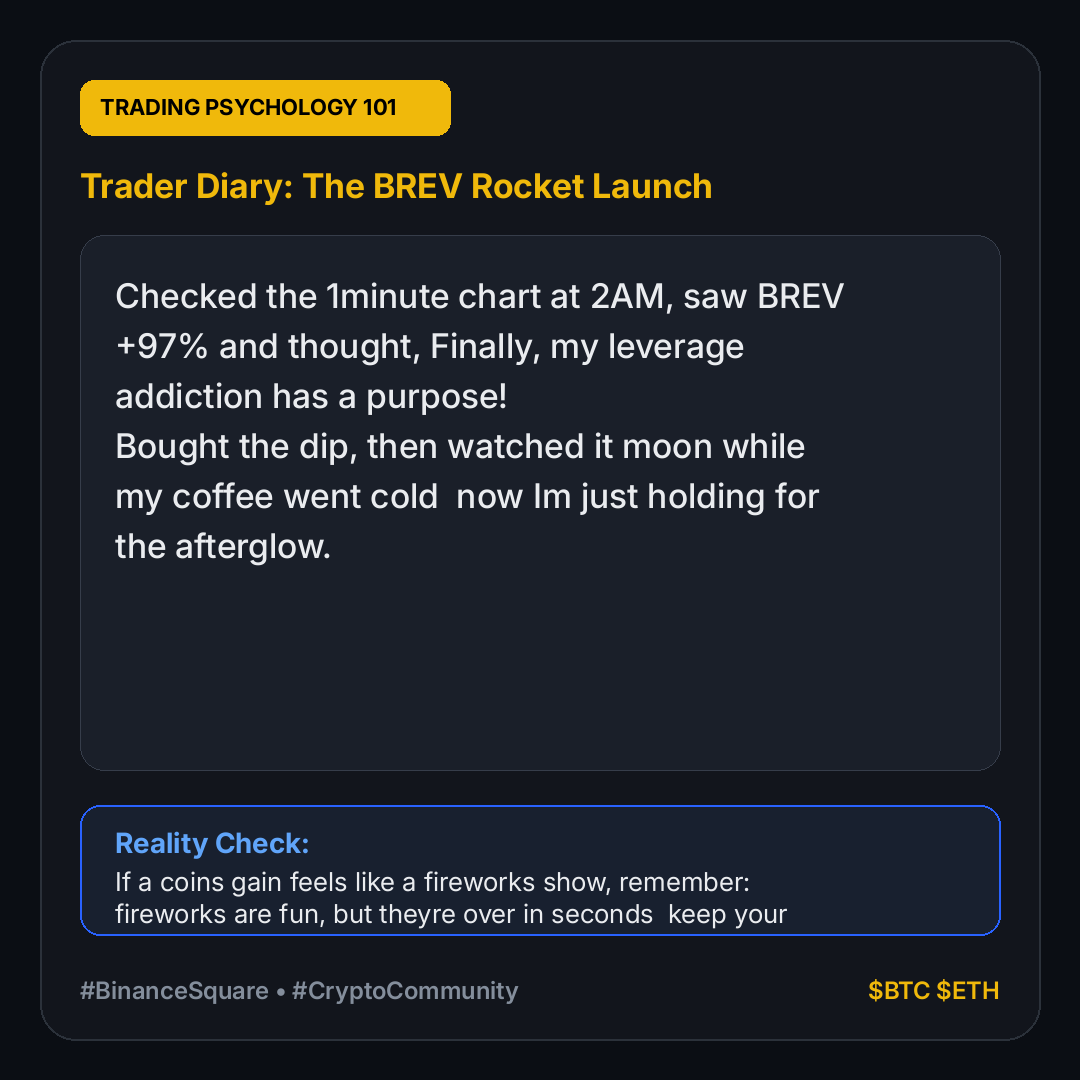 TRADING PSYCHOLOGY 101
Trader Diary: The BREV Rocket Launch
Checked the 1minute chart at 2AM, saw BREV
+97% and thought, Finally, my leverage
addiction has a purpose!
Bought the dip, then watched it moon while
my coffee went cold  now Im just holding for
the afterglow.
Reality Check:
If a coins gain feels like a fireworks show, remember:
fireworks are fun, but theyre over in seconds  keep your
#BinanceSquare • #CryptoCommunity
$BTC $ETH